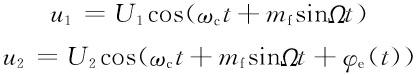 u₁ = U₁cos(ω_c t + m_f sinΩt)
u₂ = U₂cos(ω_c t + m_f sinΩt + φ_e(t))